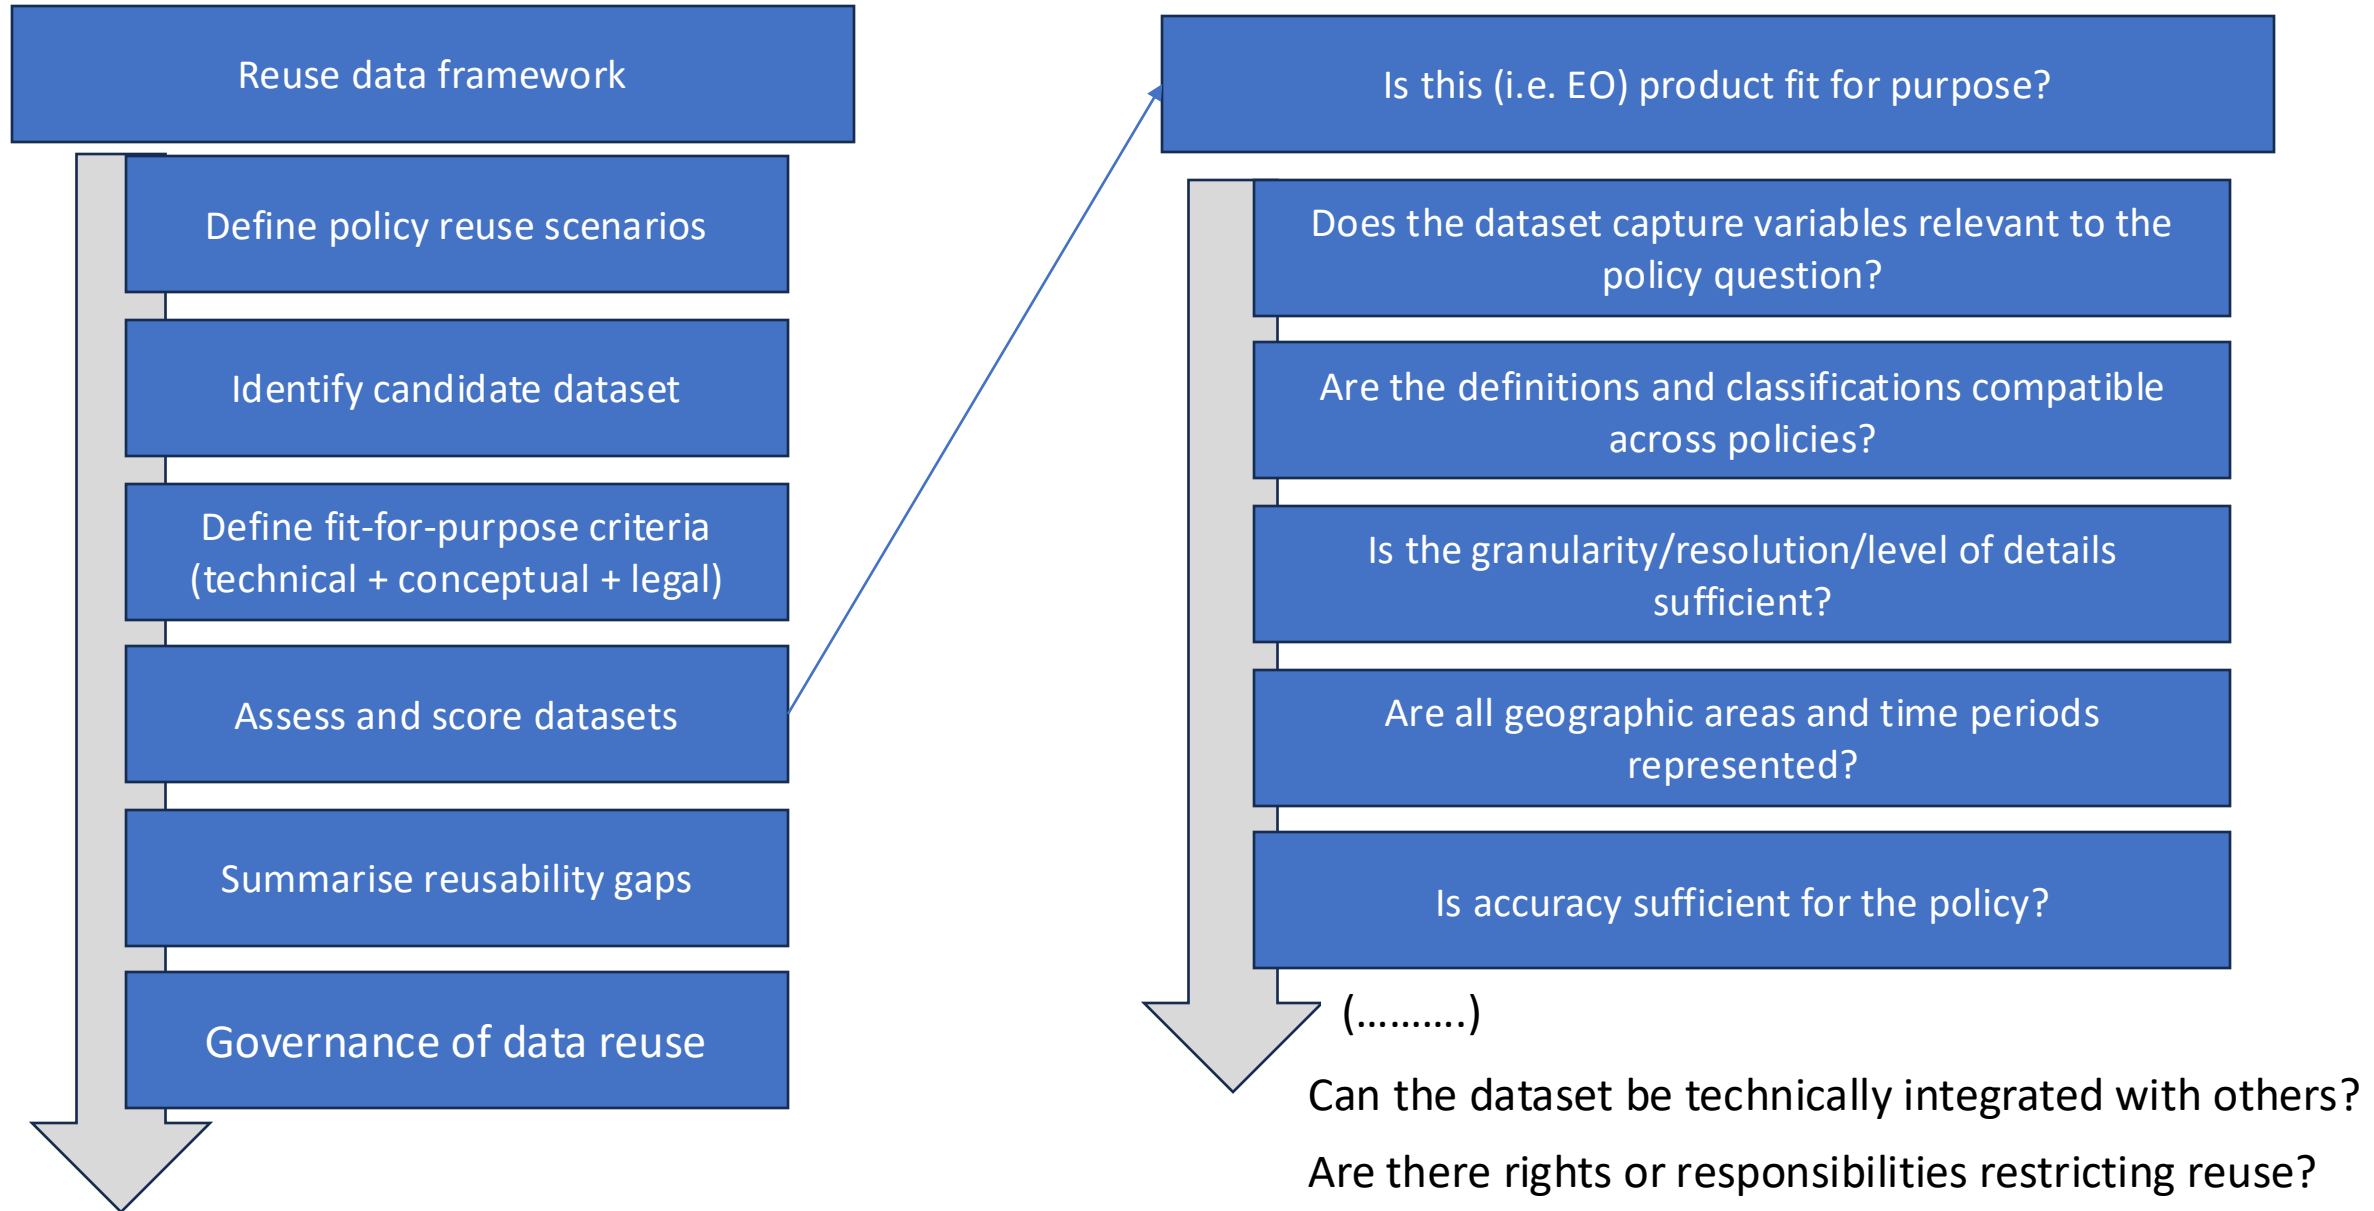 Reuse data framework
Define policy reuse scenarios
Identify candidate dataset
Define fit-for-purpose criteria
(technical + conceptual + legal)
Assess and score datasets
Summarise reusability gaps
Governance of data reuse
Is this (i.e. EO) product fit for purpose?
Does the dataset capture variables relevant to the
policy question?
Are the definitions and classifications compatible
across policies?
Is the granularity/resolution/level of details
sufficient?
Are all geographic areas and time periods
represented?
Is accuracy sufficient for the policy?
(..........)
Can the dataset be technically integrated with others?
Are there rights or responsibilities restricting reuse?